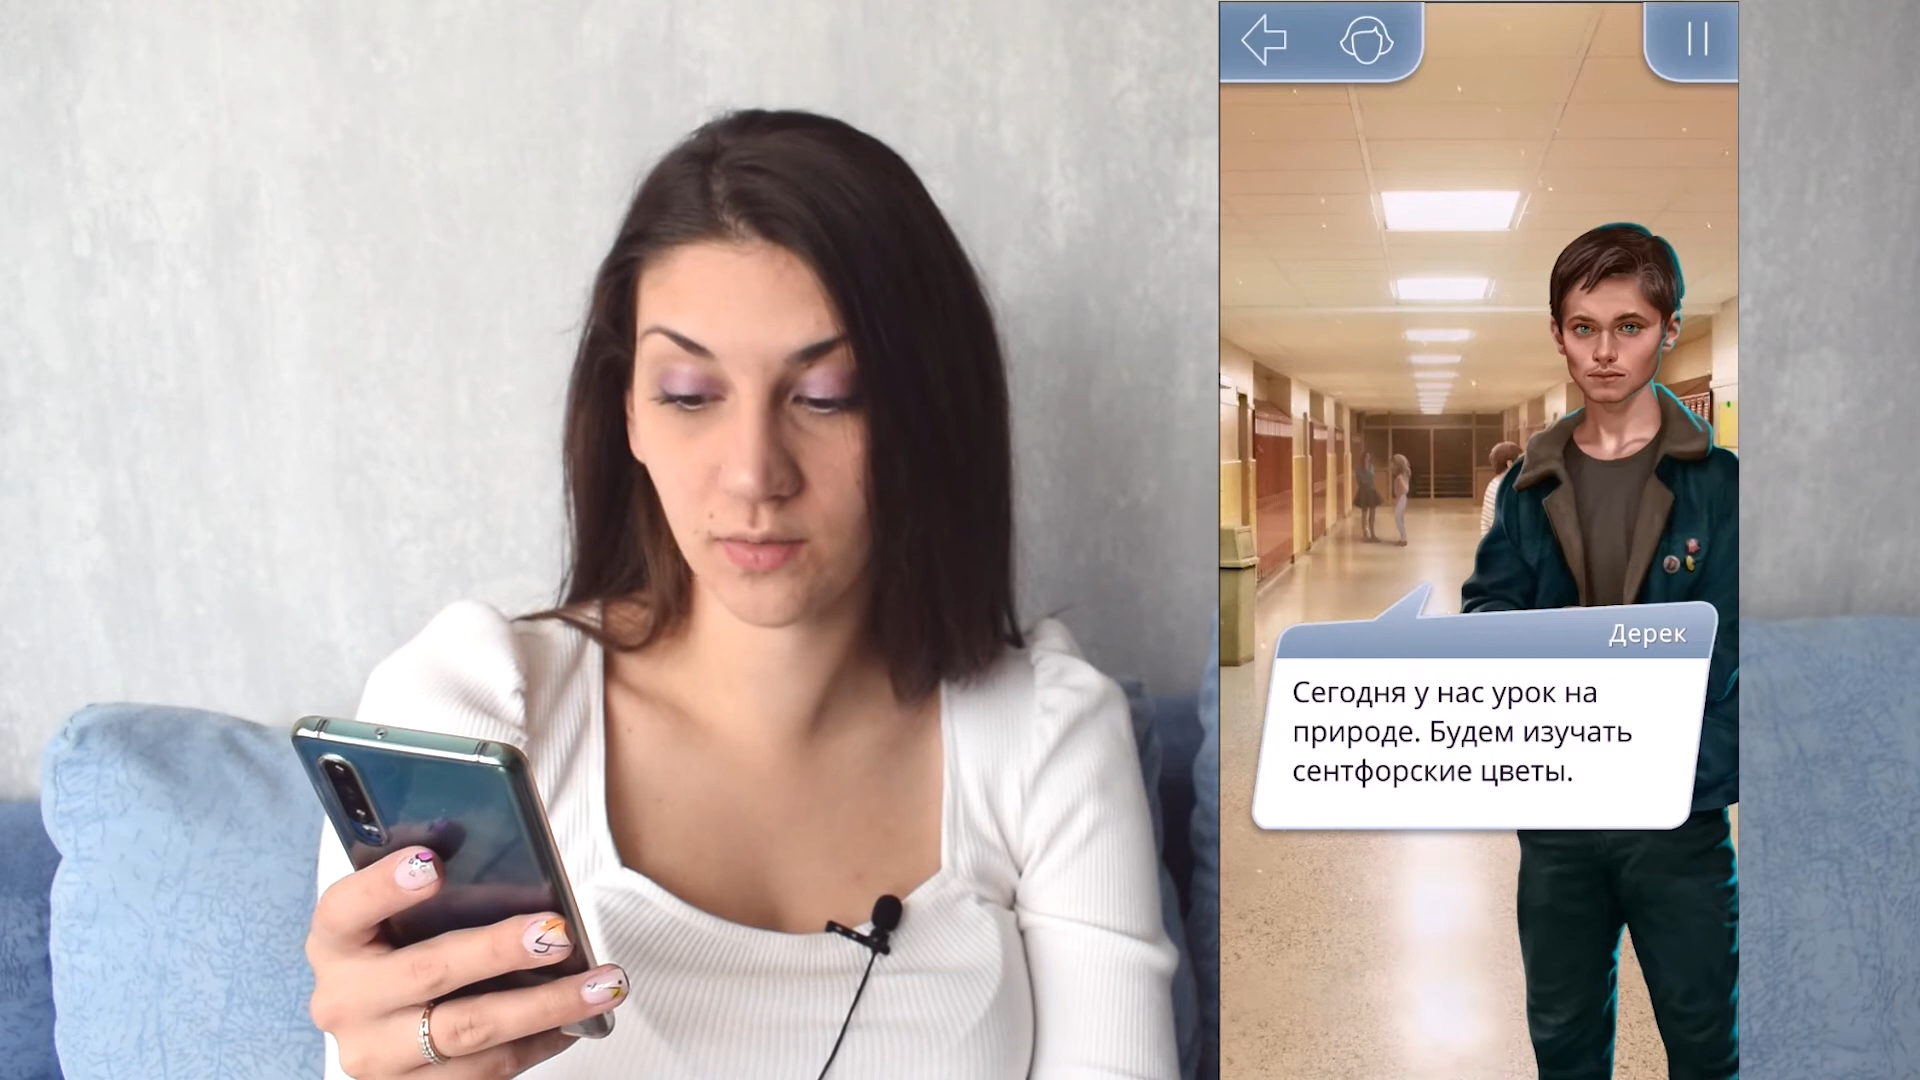 Дерек
Сегодня у нас урок на
природе. Будем изучать
сентфорские цветы.